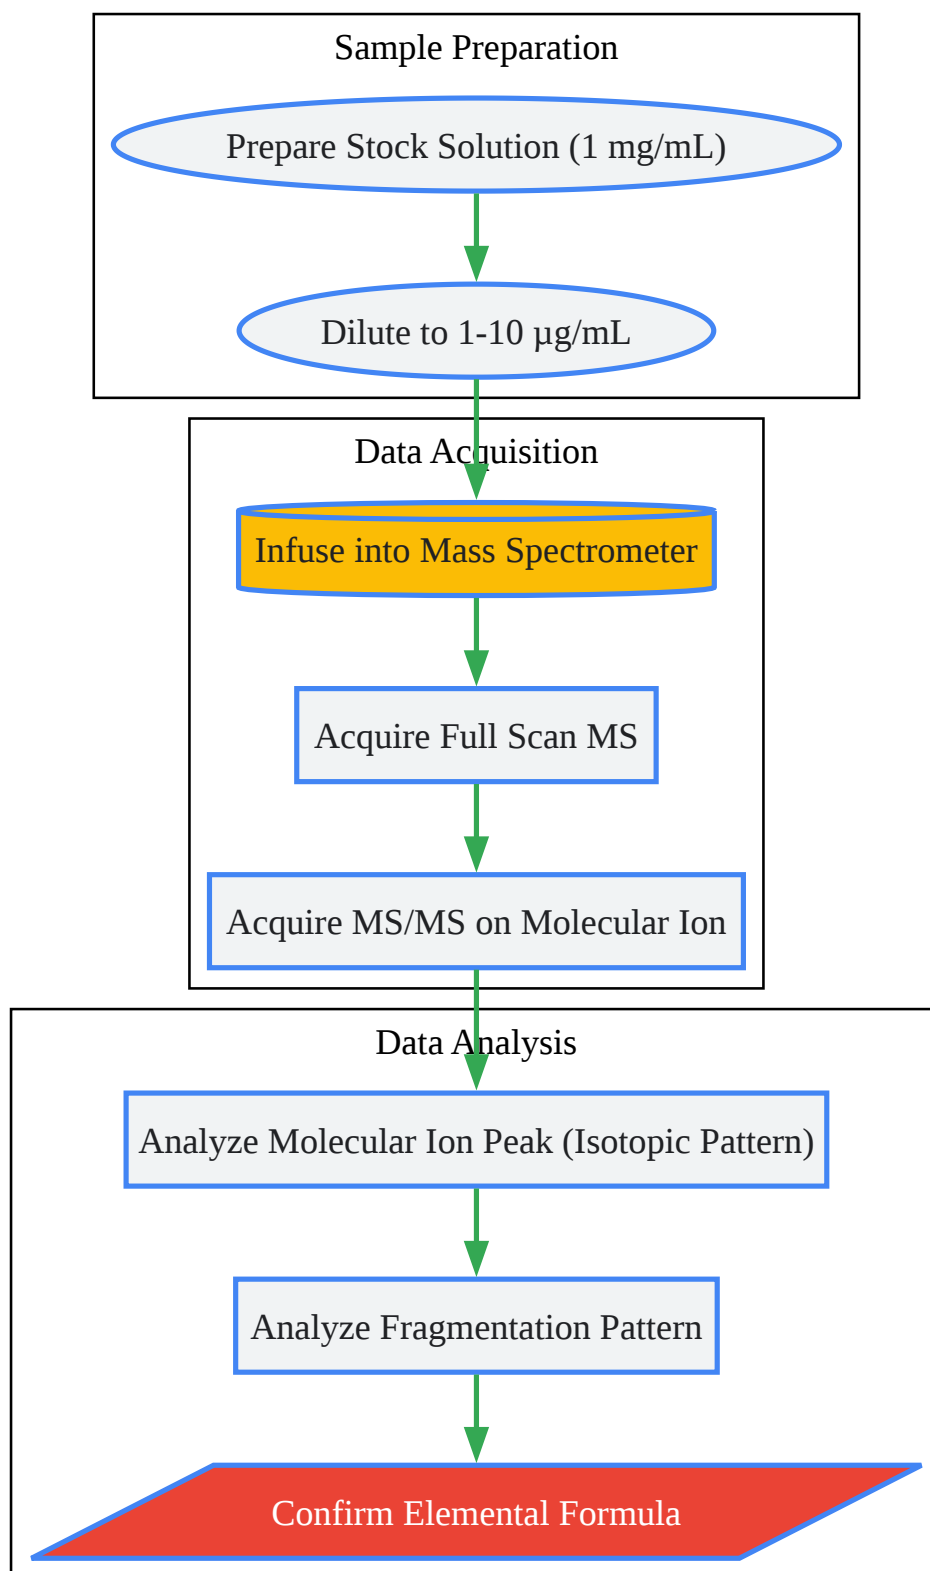 Sample Preparation
Prepare Stock Solution (1 mg/mL)
Dilute to 1-10 µg/mL
Data Acquisition
Infuse into Mass Spectrometer
Acquire Full Scan MS
Acquire MS/MS on Molecular Ion
Data Analysis
Analyze Molecular Ion Peak (Isotopic Pattern)
Analyze Fragmentation Pattern
Confirm Elemental Formula